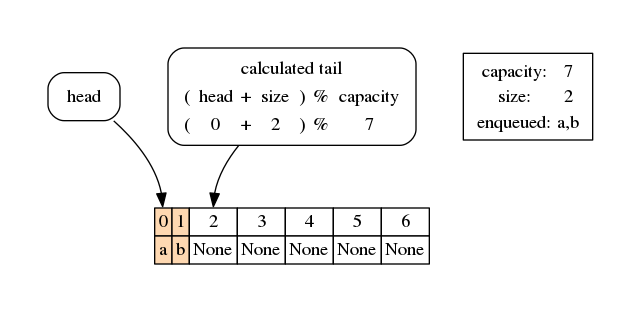 head
calculated tail
( head + size ) % capacity
( 0 + 2 ) % 7
capacity: 7
size: 2
enqueued: a,b
0 1 2 3 4 5 6
a b None None None None None